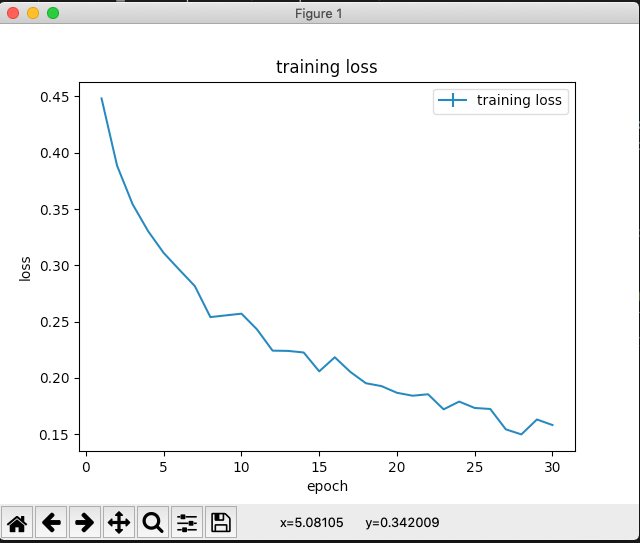 Figure 1
training loss
training loss
0.45
0.40
0.35
0.30
0.25
0.20
0.15
loss
0 5 10 15 20 25 30
epoch
x=5.08105 y=0.342009